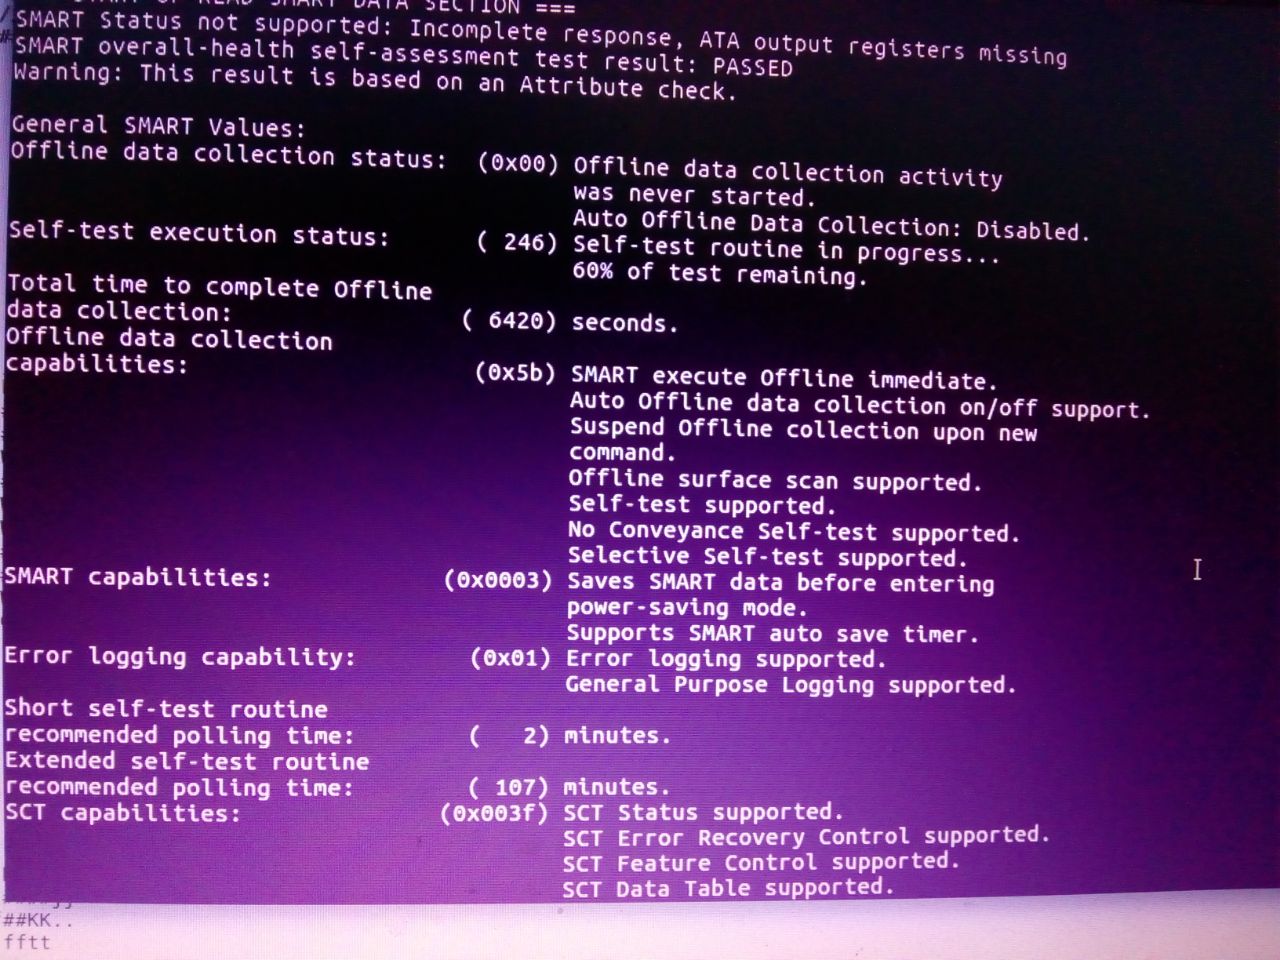 START OF READ SMART DATA SECTION ===
SMART Status not supported: Incomplete response, ATA output registers missing
SMART overall-health self-assessment test result: PASSED
Warning: This result is based on an Attribute check.
General SMART Values:
Offline data collection status: (0x00) Offline data collection activity
was never started.
Auto Offline Data Collection: Disabled.
Self-test execution status: ( 246) Self-test routine in progress...
60% of test remaining.
Total time to complete Offline
data collection: ( 6420) seconds.
Offline data collection
capabilities: (0x5b) SMART execute Offline immediate.
Auto Offline data collection on/off support.
Suspend Offline collection upon new
command.
Offline surface scan supported.
Self-test supported.
No Conveyance Self-test supported.
Selective Self-test supported.
SMART capabilities: (0x0003) Saves SMART data before entering
power-saving mode.
Supports SMART auto save timer.
Error logging capability: (0x01) Error logging supported.
General Purpose Logging supported.
Short self-test routine
recommended polling time: ( 2) minutes.
Extended self-test routine
recommended polling time: ( 107) minutes.
SCT capabilities: (0x003f) SCT Status supported.
SCT Error Recovery Control supported.
SCT Feature Control supported.
SCT Data Table supported.
##KK..
fftt